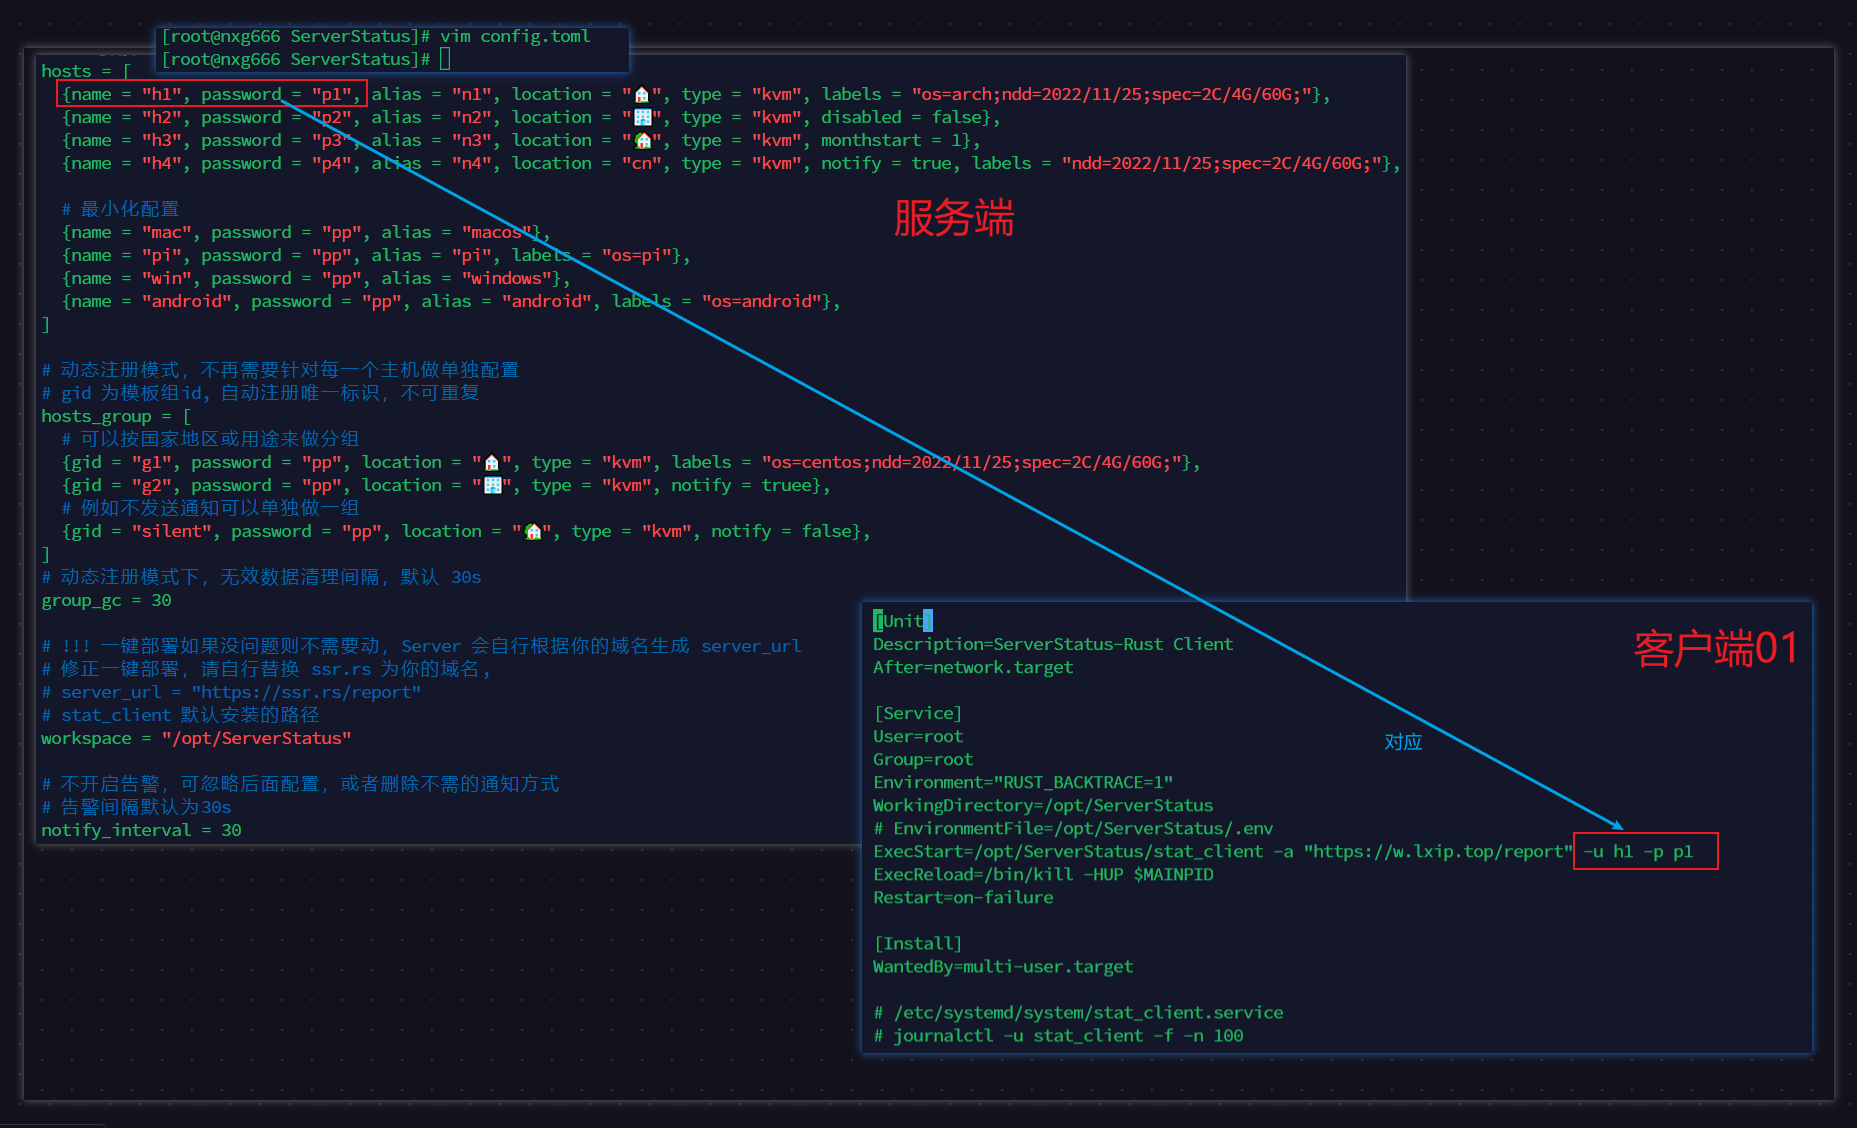 [root@nxg666 ServerStatus]# vim config.toml
[root@nxg666 ServerStatus]#
hosts = [
{name = "h1", password = "p1", alias = "n1", location = "🏠", type = "kvm", labels = "os=arch;ndd=2022/11/25;spec=2C/4G/60G;"},
{name = "h2", password = "p2", alias = "n2", location = "🏢", type = "kvm", disabled = false},
{name = "h3", password = "p3", alias = "n3", location = "🏡", type = "kvm", monthstart = 1},
{name = "h4", password = "p4", alias = "n4", location = "cn", type = "kvm", notify = true, labels = "ndd=2022/11/25;spec=2C/4G/60G;"},
服务端
# 最小化配置
{name = "mac", password = "pp", alias = "macos"},
{name = "pi", password = "pp", alias = "pi", labels = "os=pi"},
{name = "win", password = "pp", alias = "windows"},
{name = "android", password = "pp", alias = "android", labels = "os=android"},
]
# 动态注册模式，不再需要针对每一个主机做单独配置
# gid 为模板组id，自动注册唯一标识，不可重复
hosts_group = [
# 可以按国家地区或用途来做分组
{gid = "g1", password = "pp", location = "🏠", type = "kvm", labels = "os=centos;ndd=2022/11/25;spec=2C/4G/60G;"},
{gid = "g2", password = "pp", location = "🏢", type = "kvm", notify = truee},
# 例如不发送通知可以单独做一组
{gid = "silent", password = "pp", location = "🏡", type = "kvm", notify = false},
]
# 动态注册模式下，无效数据清理间隔，默认 30s
group_gc = 30
# !!! 一键部署如果没问题则不需要动，Server 会自行根据你的域名生成 server_url
# 修正一键部署，请自行替换 ssr.rs 为你的域名，
# server_url = "https://ssr.rs/report"
# stat_client 默认安装的路径
workspace = "/opt/ServerStatus"
# 不开启告警，可忽略后面配置，或者删除不需的通知方式
# 告警间隔默认为30s
notify_interval = 30
客户端01
[Unit]
Description=ServerStatus-Rust Client
After=network.target
[Service]
User=root
Group=root
Environment="RUST_BACKTRACE=1"
WorkingDirectory=/opt/ServerStatus
# EnvironmentFile=/opt/ServerStatus/.env
ExecStart=/opt/ServerStatus/stat_client -a "https://w.lxip.top/report" -u h1 -p p1
ExecReload=/bin/kill -HUP $MAINPID
Restart=on-failure
对应
[Install]
WantedBy=multi-user.target
# /etc/systemd/system/stat_client.service
# journalctl -u stat_client -f -n 100